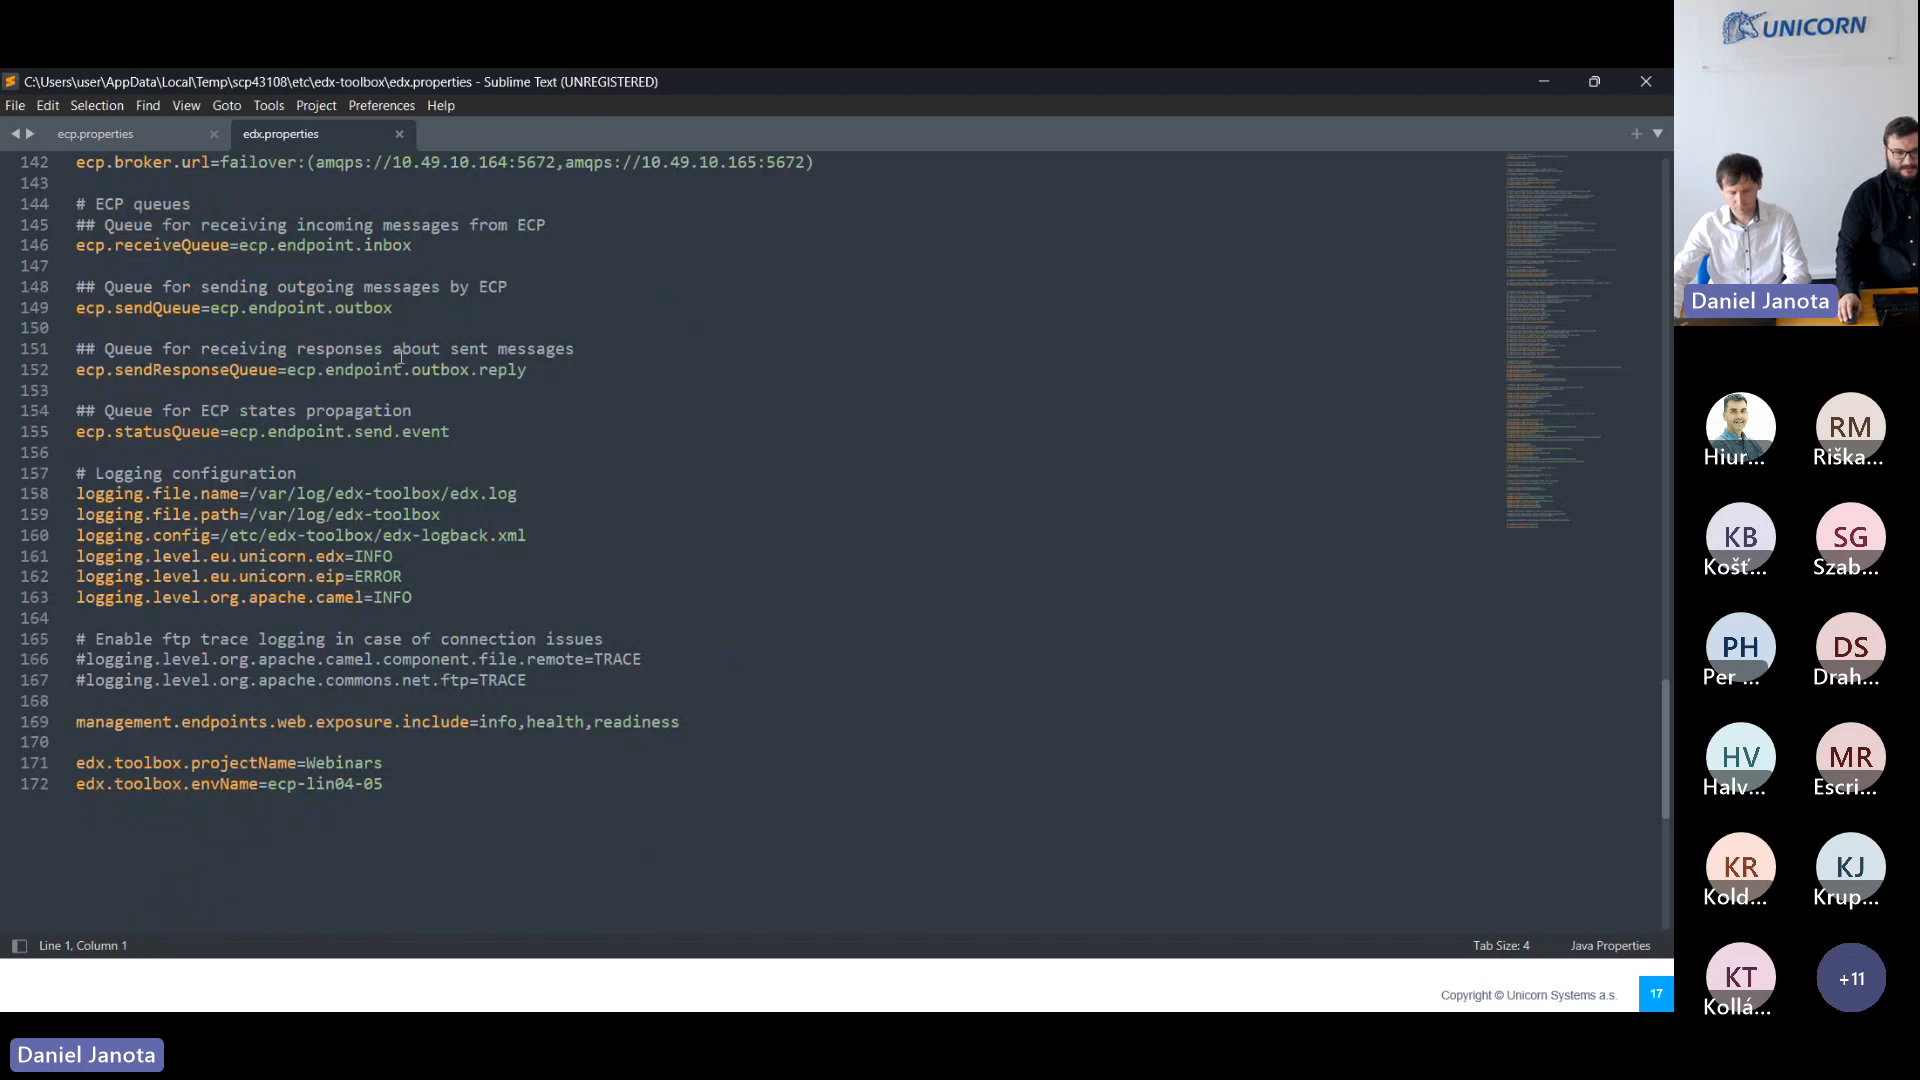 UNICORN
C:\Users\user\AppData\Local\Temp\scp43108\etc\edx-toolbox\edx.properties - Sublime Text (UNREGISTERED)
File Edit Selection Find View Goto Tools Project Preferences Help
ecp.properties edx.properties
142 ecp.broker.url=failover:(amqps://10.49.10.164:5672,amqps://10.49.10.165:5672)
143
144 # ECP queues
145 ## Queue for receiving incoming messages from ECP
146 ecp.receiveQueue=ecp.endpoint.inbox
147
148 ## Queue for sending outgoing messages by ECP
149 ecp.sendQueue=ecp.endpoint.outbox
150
151 ## Queue for receiving responses about sent messages
152 ecp.sendResponseQueue=ecp.endpoint.outbox.reply
153
154 ## Queue for ECP states propagation
155 ecp.statusQueue=ecp.endpoint.send.event
156
157 # Logging configuration
158 logging.file.name=/var/log/edx-toolbox/edx.log
159 logging.file.path=/var/log/edx-toolbox
160 logging.config=/etc/edx-toolbox/edx-logback.xml
161 logging.level.eu.unicorn.edx=INFO
162 logging.level.eu.unicorn.eip=ERROR
163 logging.level.org.apache.camel=INFO
164
165 # Enable ftp trace logging in case of connection issues
166 #logging.level.org.apache.camel.component.file.remote=TRACE
167 #logging.level.org.apache.commons.net.ftp=TRACE
168
169 management.endpoints.web.exposure.include=info,health,readiness
170
171 edx.toolbox.projectName=Webinars
172 edx.toolbox.envName=ecp-lin04-05
Line 1, Column 1
Tab Size: 4 Java Properties
Copyright © Unicorn Systems a.s. 17
Daniel Janota
Daniel Janota
RM
Hiur... Riška...
KB SG
Košť... Szab...
PH DS
Per ... Drah...
HV MR
Halv... Escri...
KR KJ
Kold... Krup...
KT +11
Kollá...